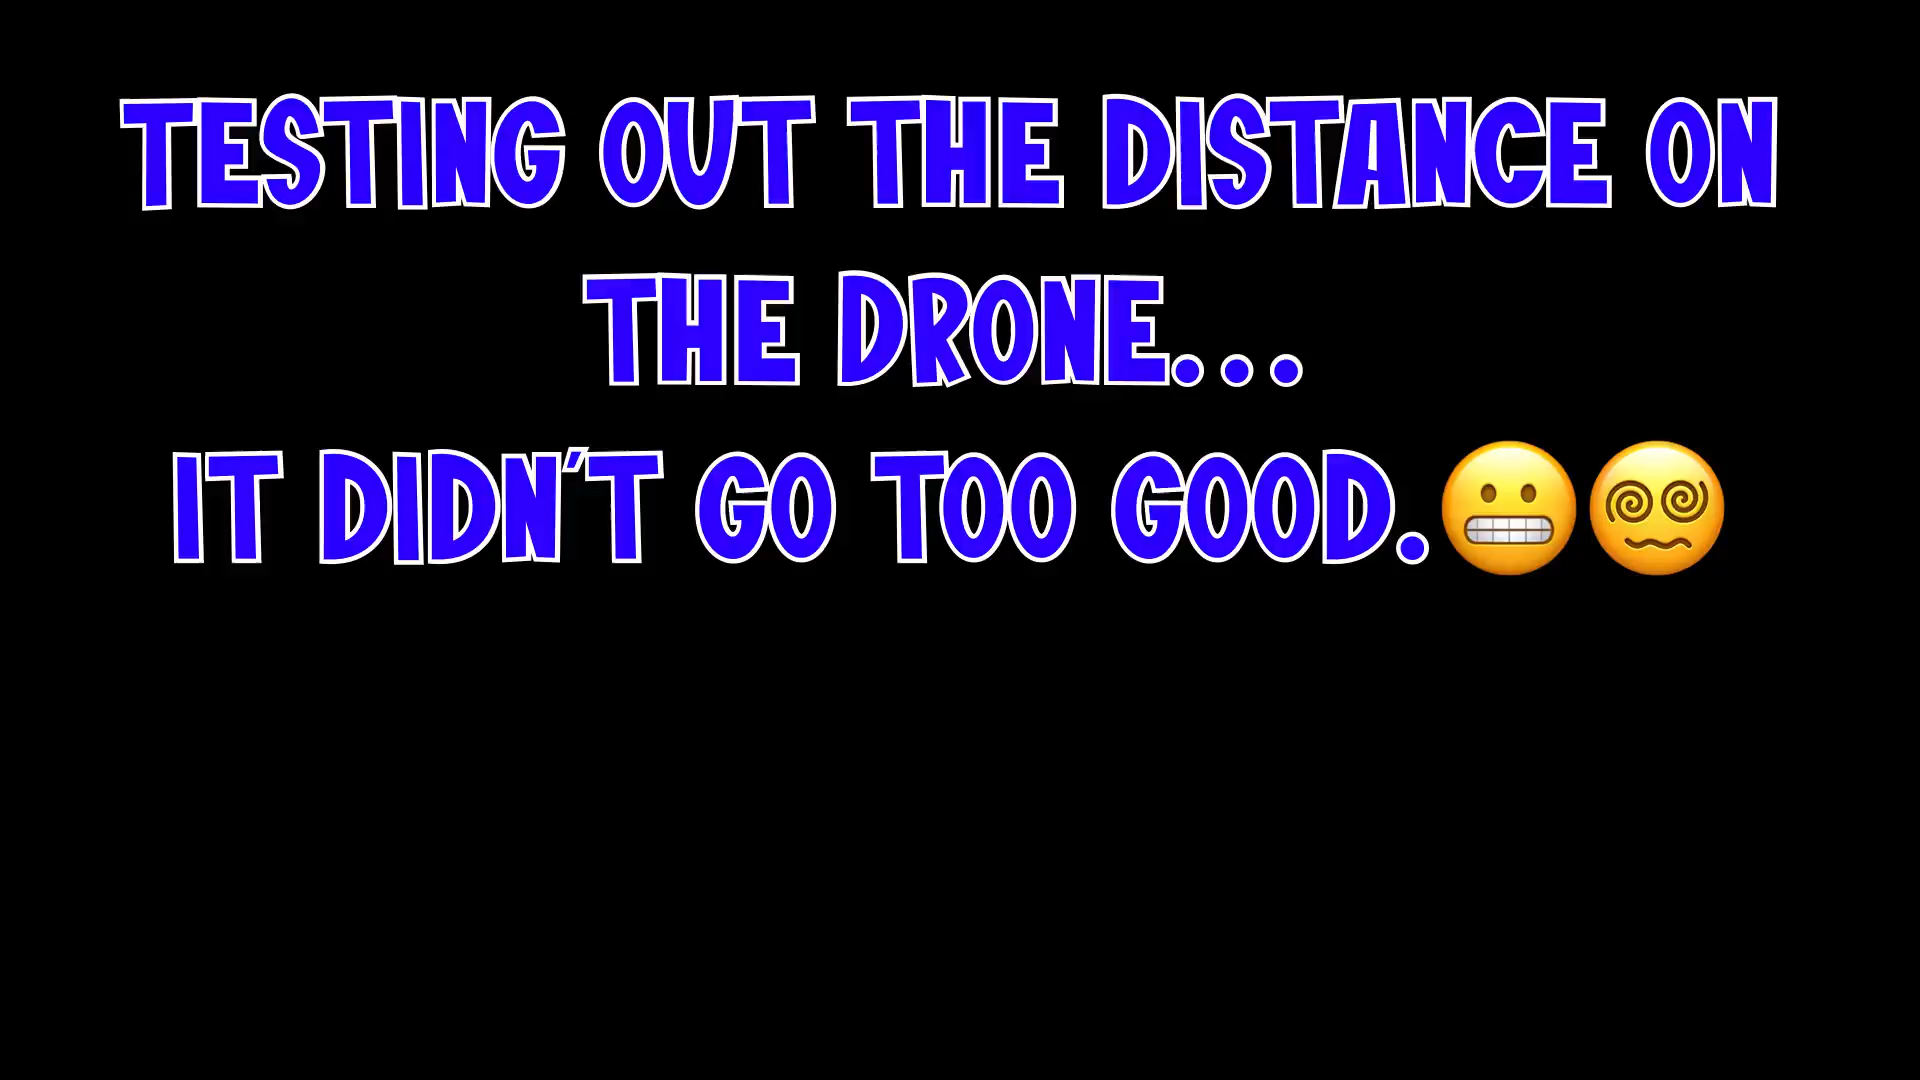 TESTING OUT THE DISTANCE ON
THE DRONE...
IT DIDN'T GO TOO GOOD.😬😵‍💫